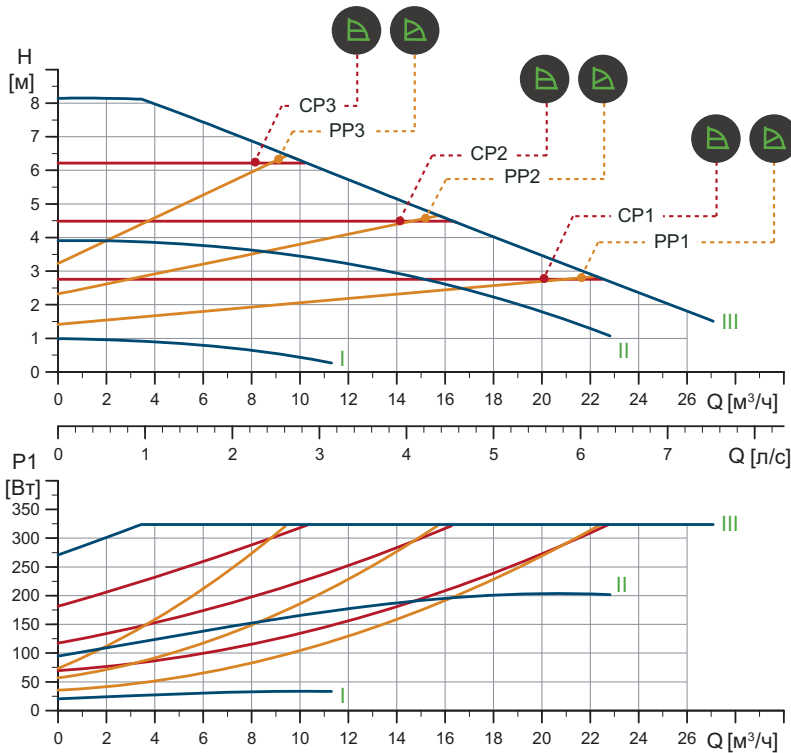 H
[м]
CP3
PP3
CP2
PP2
CP1
PP1
8
7
6
5
4
3
2
1
0
I
II
III
0 2 4 6 8 10 12 14 16 18 20 22 24 26 Q [м³/ч]
0 1 2 3 4 5 6 7 Q [л/с]
P1
[Вт]
350
300
250
200
150
100
50
0
III
II
I
0 2 4 6 8 10 12 14 16 18 20 22 24 26 Q [м³/ч]